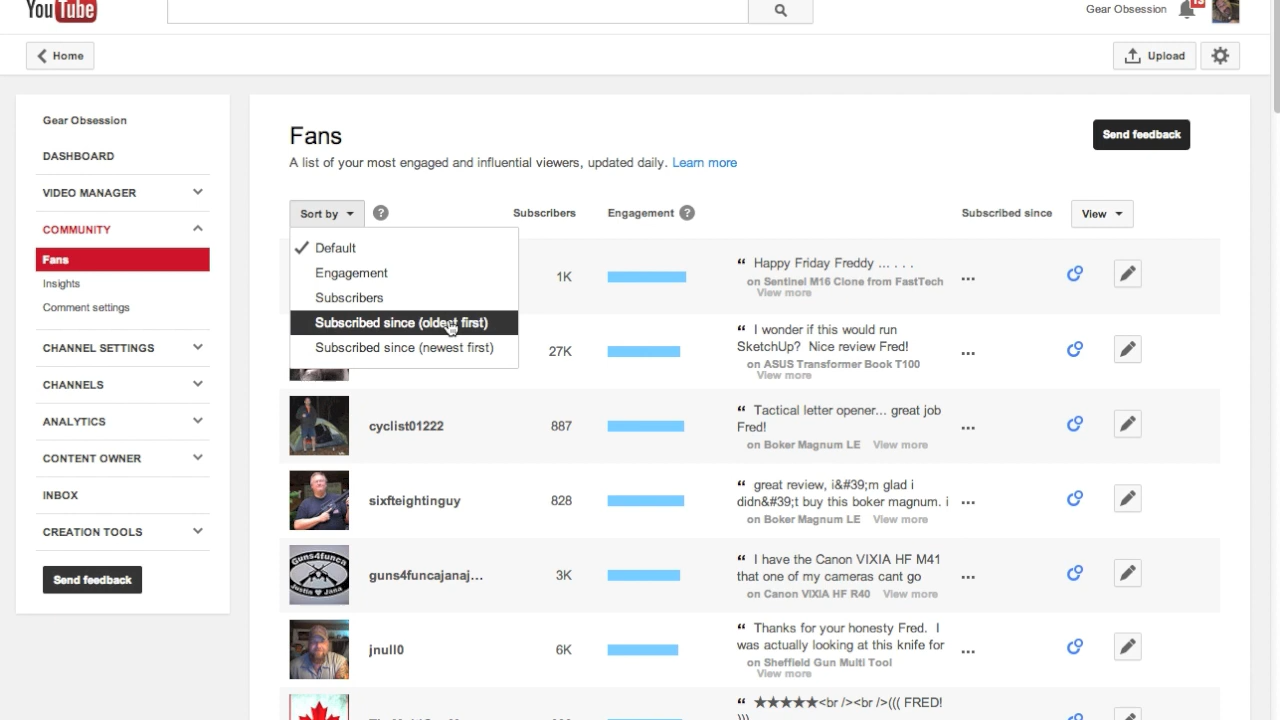 YouTube
Gear Obsession
Home
Upload
Gear Obsession
DASHBOARD
VIDEO MANAGER
COMMUNITY
Fans
Insights
Comment settings
CHANNEL SETTINGS
CHANNELS
ANALYTICS
CONTENT OWNER
INBOX
CREATION TOOLS
Send feedback
Fans
Send feedback
A list of your most engaged and influential viewers, updated daily. Learn more
Sort by ? Subscribers Engagement ? Subscribed since View
Default
Engagement
Subscribers
Subscribed since (oldest first)
Subscribed since (newest first)
1K
“ Happy Friday Freddy ... . . .
on Sentinel M16 Clone from FastTech
View more
...
27K
“ I wonder if this would run
SketchUp? Nice review Fred!
on ASUS Transformer Book T100
View more
...
cyclist01222
887
“ Tactical letter opener... great job
Fred!
on Boker Magnum LE View more
...
sixfteightinguy
828
“ great review, i&#39;m glad i
didn&#39;t buy this boker magnum. i
on Boker Magnum LE View more
...
Guns4funca
Justin ♥ Jana
guns4funcajanaj...
3K
“ I have the Canon VIXIA HF M41
that one of my cameras cant go
on Canon VIXIA HF R40 View more
...
jnull0
6K
“ Thanks for your honesty Fred. I
was actually looking at this knife for
on Sheffield Gun Multi Tool
View more
...
“ ★★★★★<br /><br />((( FRED!
)))